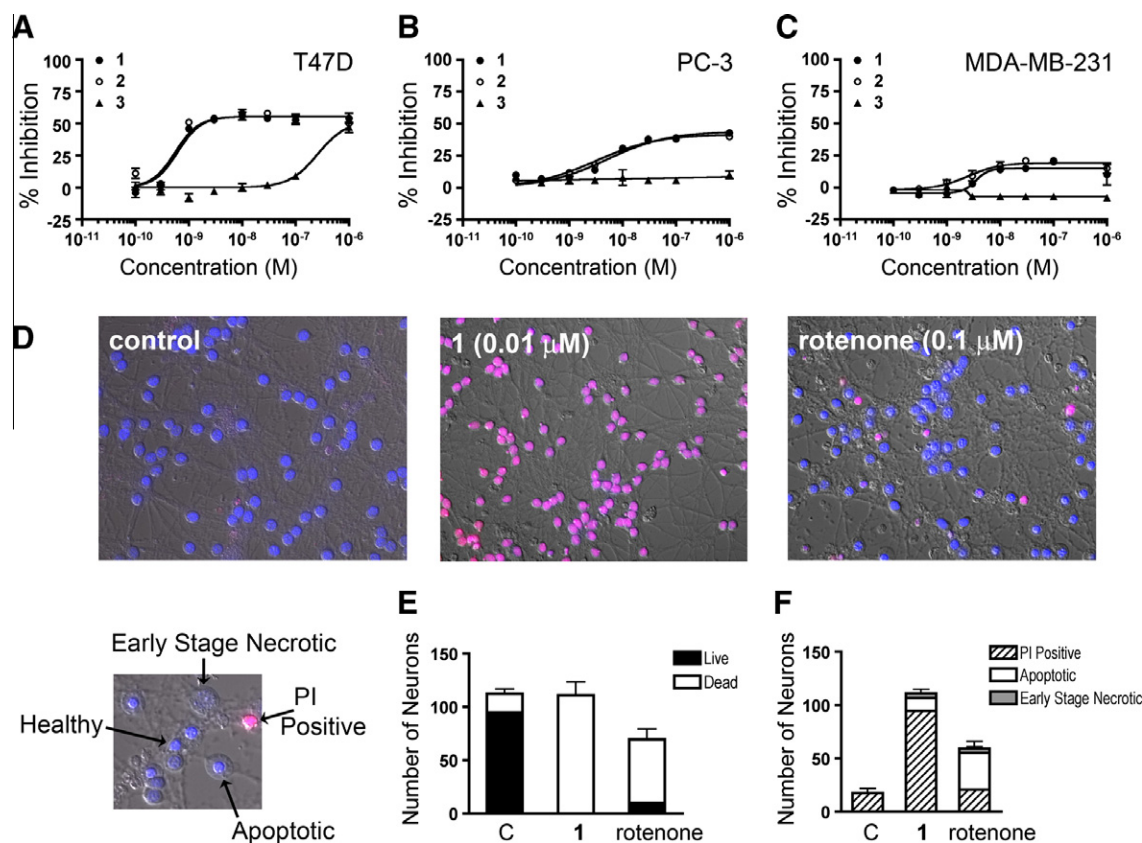 A
T47D
% Inhibition
100
75
50
25
0
-25
1
2
3
10-11 10-10 10-9 10-8 10-7 10-6
Concentration (M)
B
PC-3
% Inhibition
100
75
50
25
0
-25
1
2
3
10-11 10-10 10-9 10-8 10-7 10-6
Concentration (M)
C
MDA-MB-231
% Inhibition
100
75
50
25
0
-25
1
2
3
10-11 10-10 10-9 10-8 10-7 10-6
Concentration (M)
D
control
1 (0.01 μM)
rotenone (0.1 μM)
Early Stage Necrotic
PI
Positive
Healthy
Apoptotic
E
Number of Neurons
150
100
50
0
Live
Dead
C 1 rotenone
F
Number of Neurons
150
100
50
0
PI Positive
Apoptotic
Early Stage Necrotic
C 1 rotenone